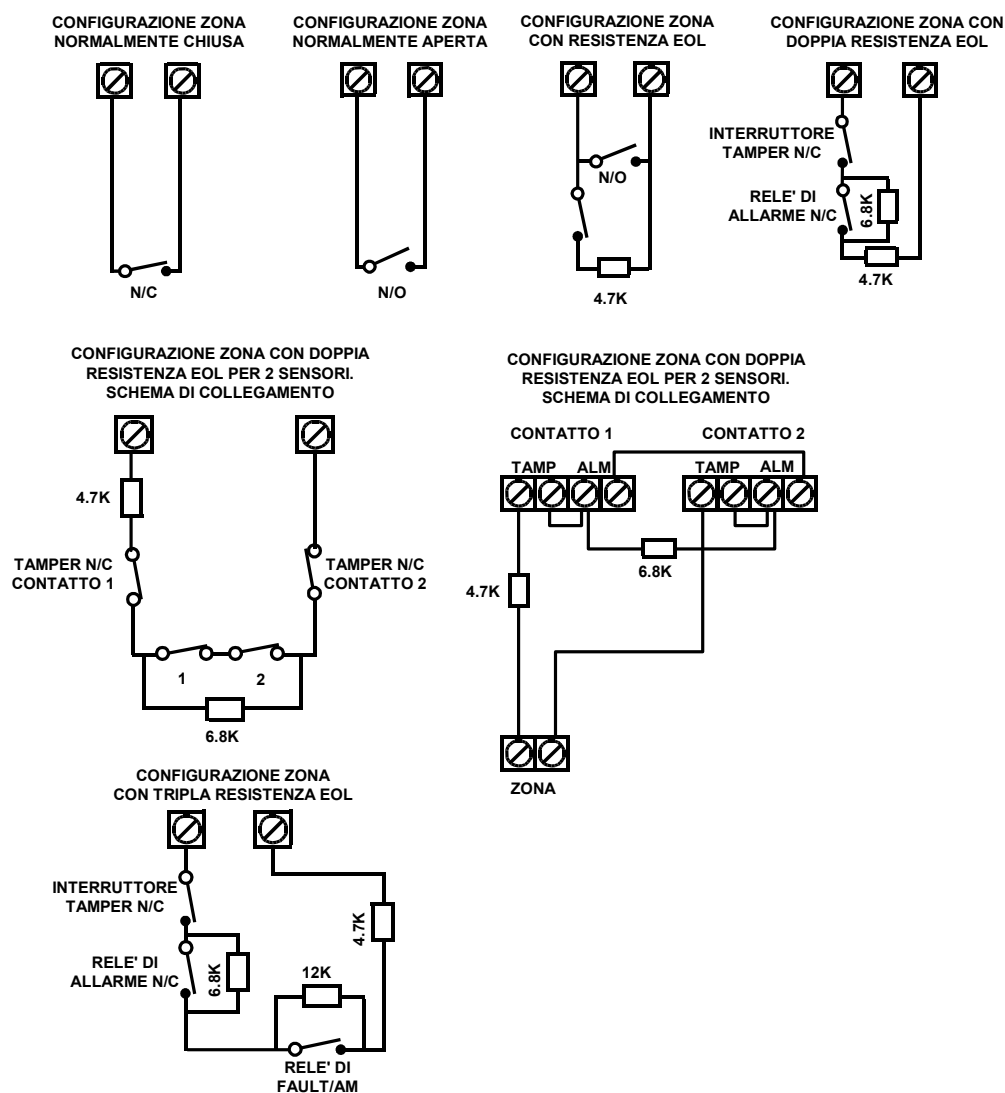 CONFIGURAZIONE ZONA
NORMALMENTE CHIUSA
N/C
CONFIGURAZIONE ZONA
NORMALMENTE APERTA
N/O
CONFIGURAZIONE ZONA
CON RESISTENZA EOL
N/O
4.7K
CONFIGURAZIONE ZONA CON
DOPPIA RESISTENZA EOL
INTERRUTTORE
TAMPER N/C
RELE' DI
ALLARME N/C
6.8K
4.7K
CONFIGURAZIONE ZONA CON DOPPIA
RESISTENZA EOL PER 2 SENSORI.
SCHEMA DI COLLEGAMENTO
4.7K
TAMPER N/C
CONTATTO 1
TAMPER N/C
CONTATTO 2
1
2
6.8K
CONFIGURAZIONE ZONA CON DOPPIA
RESISTENZA EOL PER 2 SENSORI.
SCHEMA DI COLLEGAMENTO
CONTATTO 1
CONTATTO 2
TAMP
ALM
TAMP
ALM
6.8K
4.7K
ZONA
CONFIGURAZIONE ZONA
CON TRIPLA RESISTENZA EOL
INTERRUTTORE
TAMPER N/C
4.7K
RELE' DI
ALLARME N/C
6.8K
12K
RELE' DI
FAULT/AM